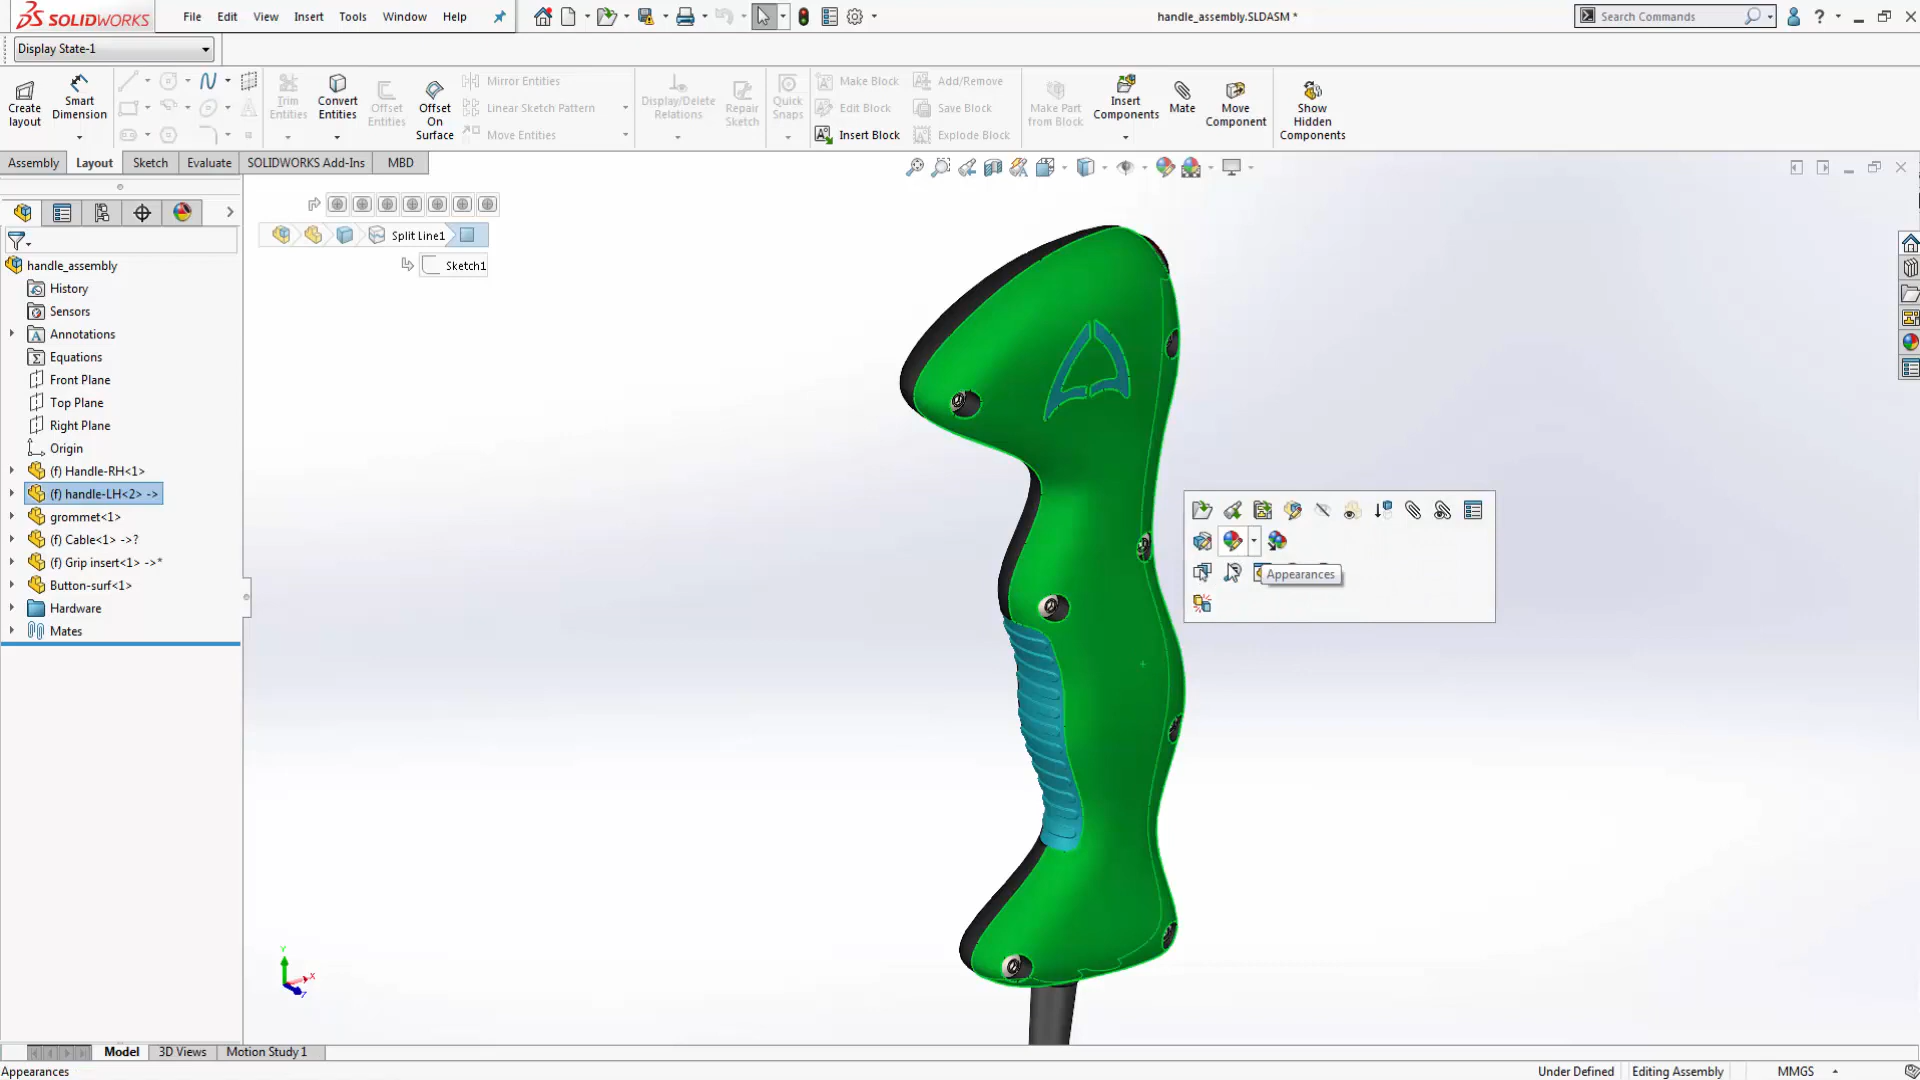 SOLIDWORKS File Edit View Insert Tools Window Help handle_assembly.SLDASM * Search Commands ?
Display State-1
Create layout
Smart Dimension
Trim Entities
Convert Entities
Offset Entities
Offset On Surface
Mirror Entities
Linear Sketch Pattern
Move Entities
Display/Delete Relations
Repair Sketch
Quick Snaps
Make Block
Edit Block
Insert Block
Add/Remove
Save Block
Explode Block
Make Part from Block
Insert Components
Mate
Move Component
Show Hidden Components
Assembly Layout Sketch Evaluate SOLIDWORKS Add-Ins MBD
Split Line1
Sketch1
handle_assembly
History
Sensors
Annotations
Equations
Front Plane
Top Plane
Right Plane
Origin
(f) Handle-RH<1>
(f) handle-LH<2> ->
grommet<1>
(f) Cable<1> ->?
(f) Grip insert<1> ->*
Button-surf<1>
Hardware
Mates
Appearances
Y
X
Z
Model 3D Views Motion Study 1
Appearances Under Defined Editing Assembly MMGS